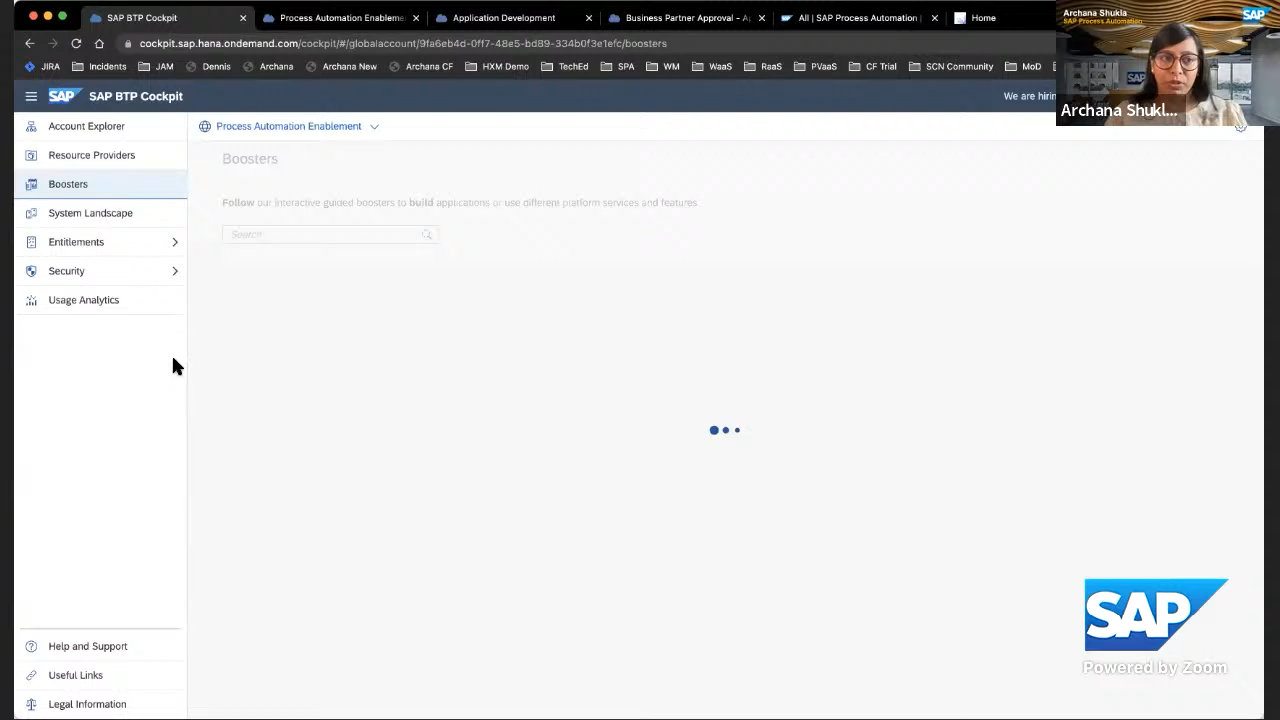 SAP BTP Cockpit
Process Automation Enableme
Application Development
Business Partner Approval - A
All | SAP Process Automation
Home
cockpit.sap.hana.ondemand.com/cockpit/#/globalaccount/9fa6eb4d-0ff7-48e5-bd89-334b0f3e1efc/boosters
JIRA
Incidents
JAM
Dennis
Archana
Archana New
Archana CF
HXM Demo
TechEd
SPA
WM
WaaS
RaaS
PVaaS
CF Trial
SCN Community
MoD
Archana Shukla
SAP Process Automation
SAP
SAP
Archana Shukl...
SAP
SAP BTP Cockpit
We are hirin
Account Explorer
Resource Providers
Boosters
System Landscape
Entitlements
Security
Usage Analytics
Process Automation Enablement
Boosters
Follow our interactive guided boosters to build applications or use different platform services and features
Search
Help and Support
Useful Links
Legal Information
SAP
Powered by Zoom